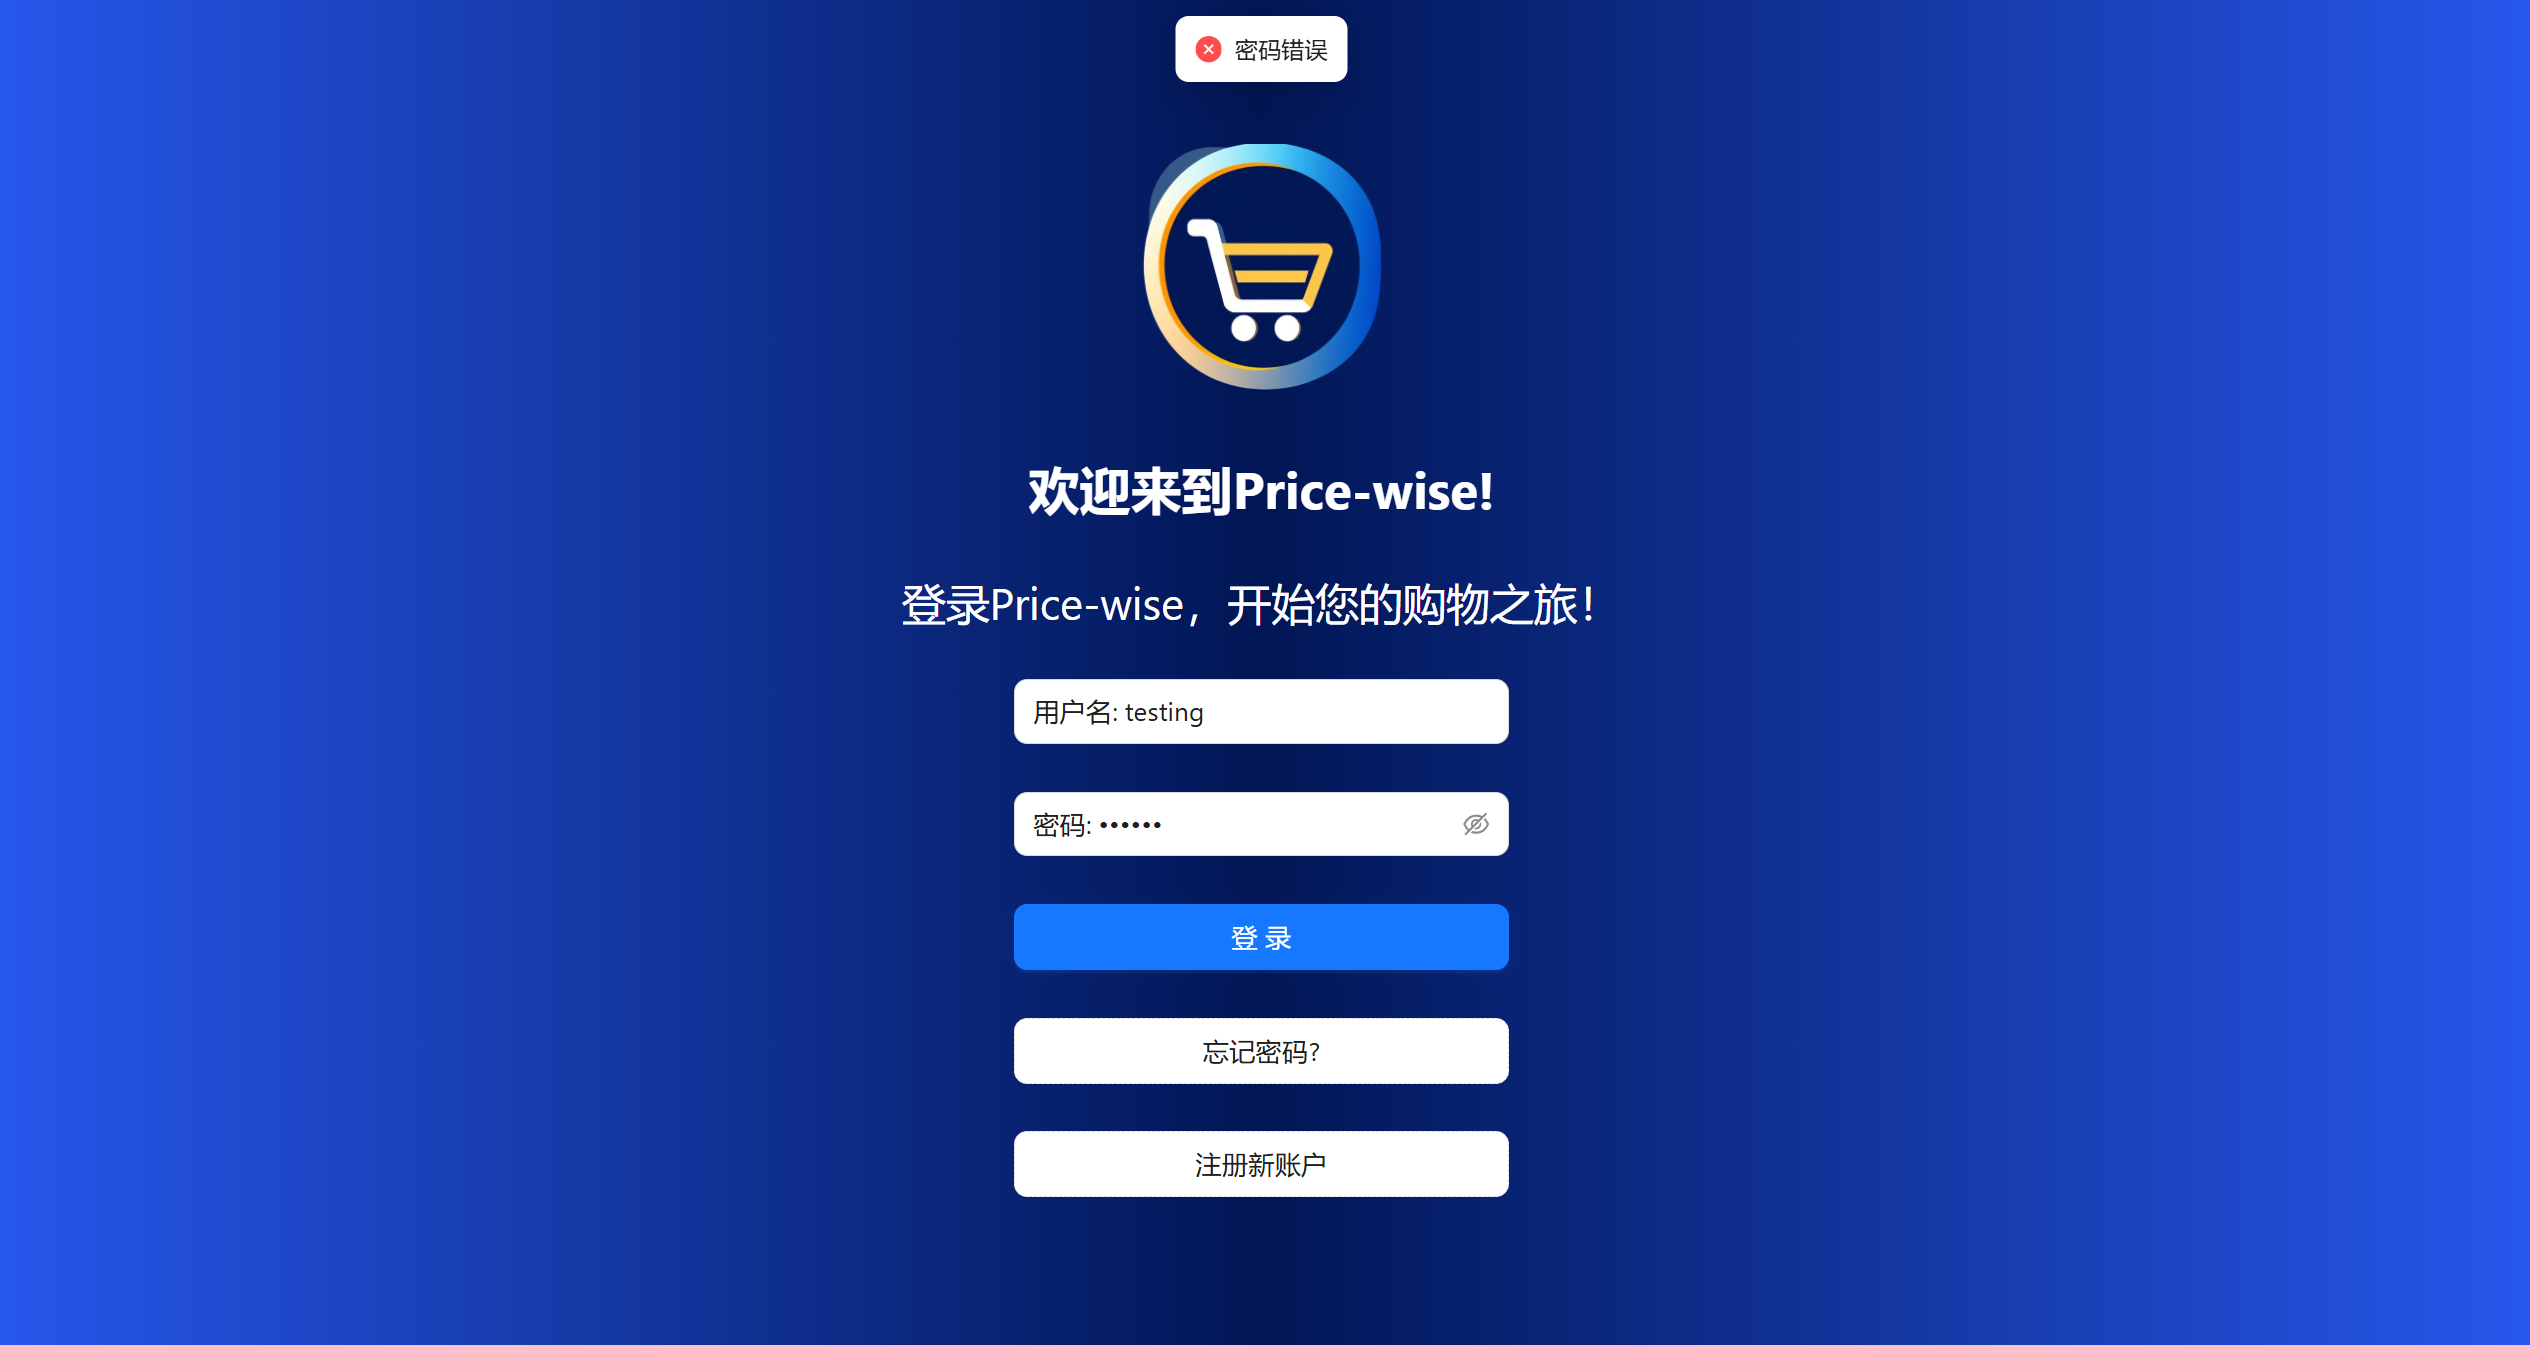 密码错误
欢迎来到Price-wise!
登录Price-wise，开始您的购物之旅！
用户名: testing
密码: ••••••
登 录
忘记密码?
注册新账户